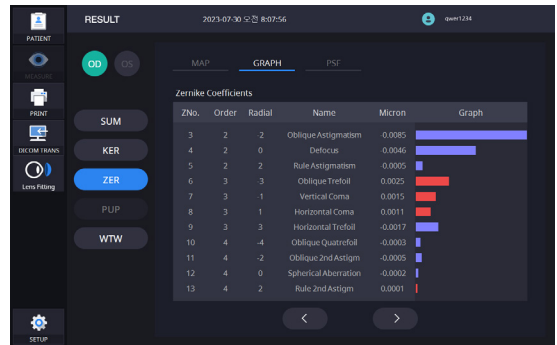 RESULT
2023-07-30 오전 8:07:56
qwer1234
PATIENT
MEASURE
PRINT
DICOM TRANS
Lens Fitting
SETUP
OD OS
SUM
KER
ZER
PUP
WTW
MAP GRAPH PSF
Zernike Coefficients
ZNo. Order Radial Name Micron Graph
3 2 -2 Oblique Astigmatism -0.0085
4 2 0 Defocus -0.0046
5 2 2 Rule Astigmatism -0.0005
6 3 -3 Oblique Trefoil 0.0025
7 3 -1 Vertical Coma 0.0015
8 3 1 Horizontal Coma 0.0011
9 3 3 Horizontal Trefoil -0.0017
10 4 -4 Oblique Quatrefoil -0.0003
11 4 -2 Oblique 2nd Astigm -0.0005
12 4 0 Spherical Aberration -0.0002
13 4 2 Rule 2nd Astigm 0.0001